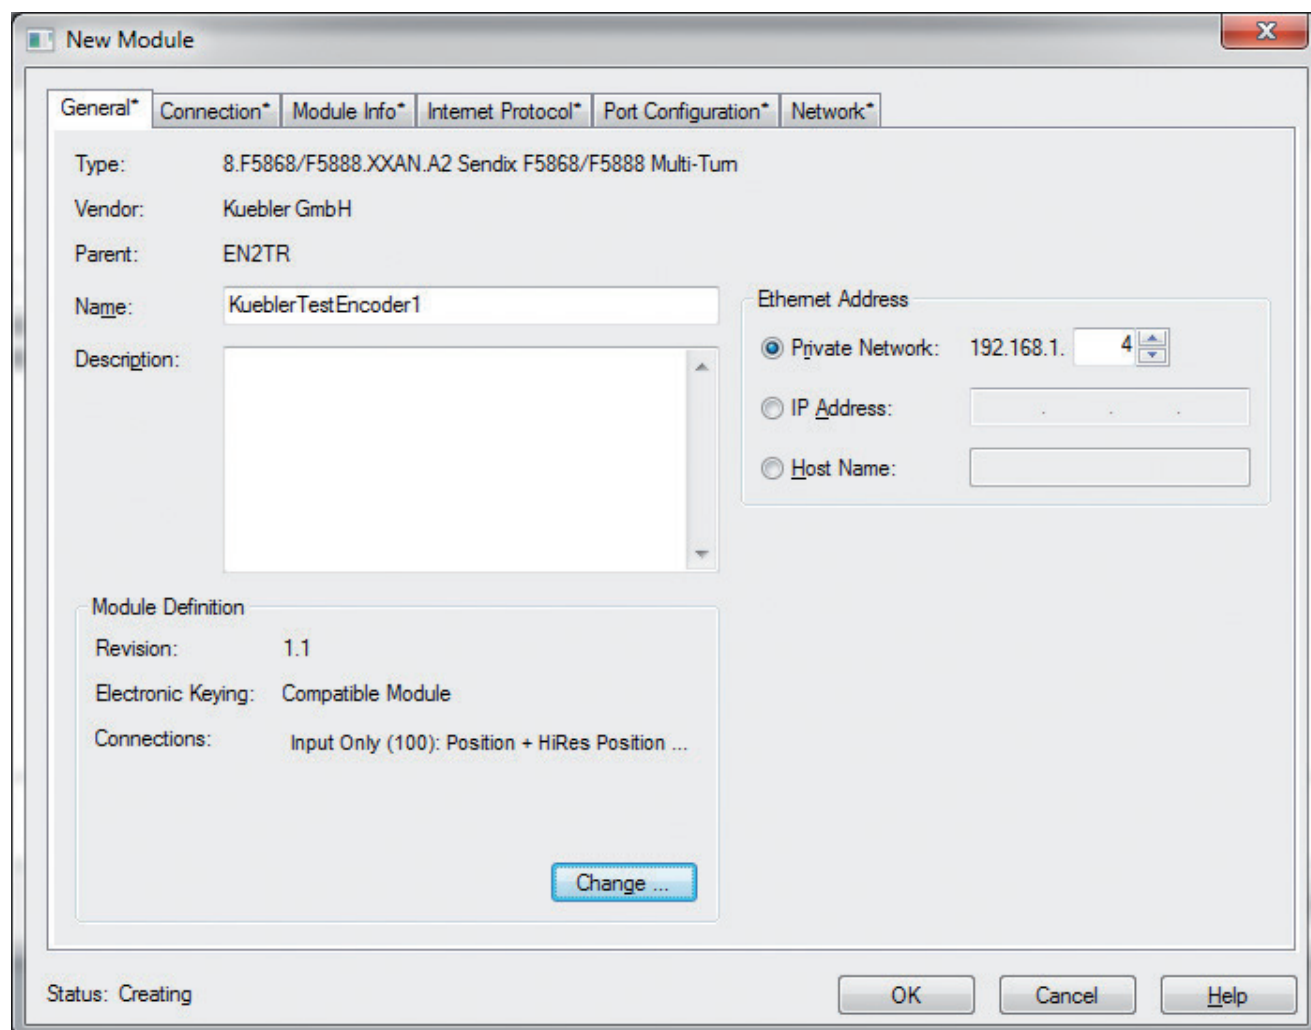 New Module
General* Connection* Module Info* Internet Protocol* Port Configuration* Network*
Type: 8.F5868/F5888.XXAN.A2 Sendix F5868/F5888 Multi-Turn
Vendor: Kuebler GmbH
Parent: EN2TR
Name: KueblerTestEncoder1
Description:
Ethernet Address
Private Network: 192.168.1. 4
IP Address: . . .
Host Name:
Module Definition
Revision: 1.1
Electronic Keying: Compatible Module
Connections: Input Only (100): Position + HiRes Position ...
Change ...
Status: Creating
OK Cancel Help